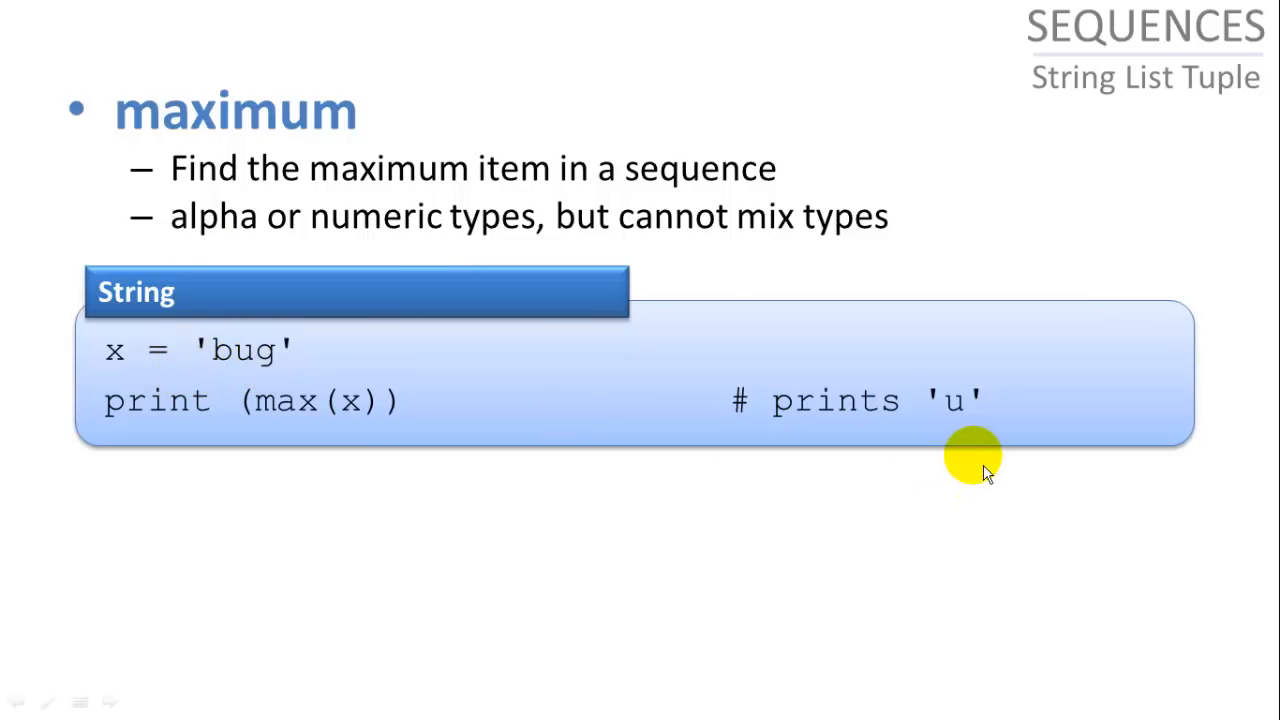 SEQUENCES
String List Tuple
• maximum
– Find the maximum item in a sequence
– alpha or numeric types, but cannot mix types
String
x = 'bug'
print (max(x)) # prints 'u'